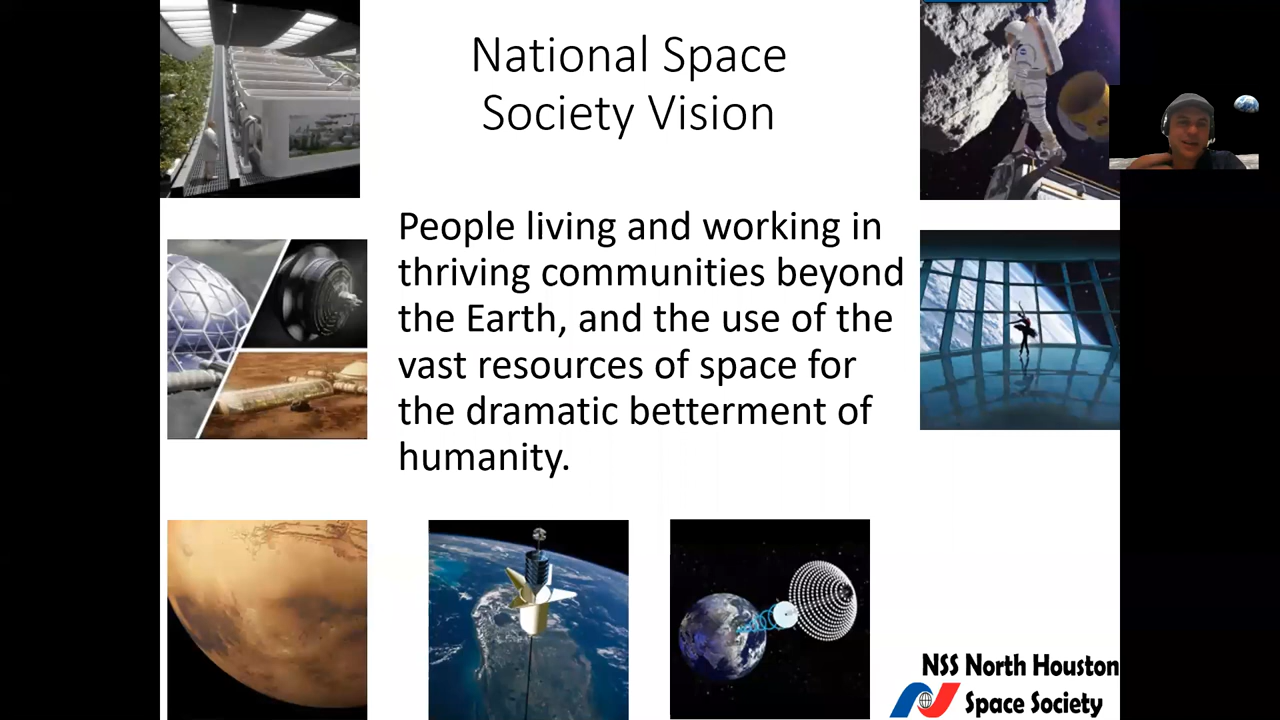 National Space
Society Vision
People living and working in
thriving communities beyond
the Earth, and the use of the
vast resources of space for
the dramatic betterment of
humanity.
NSS North Houston
Space Society